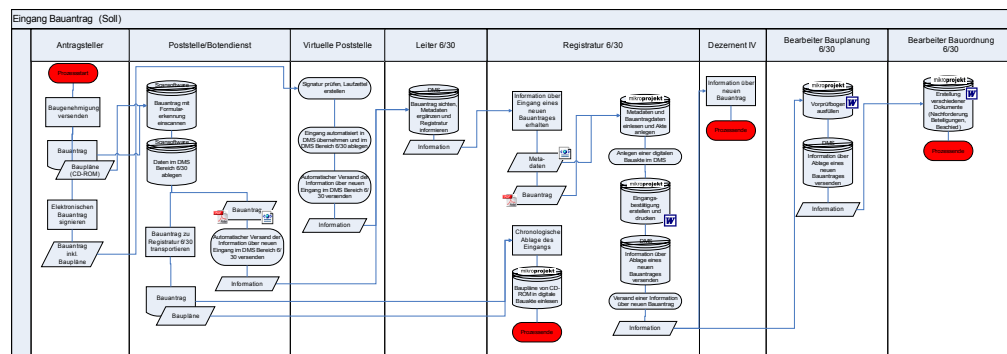 Eingang Bauantrag (Soll)
Antragsteller
Poststelle/Botendienst
Virtuelle Poststelle
Leiter 6/30
Registratur 6/30
Dezement IV
Bearbeiter Bauplanung
6/30
Bearbeiter Bauordnung
6/30
Prozessstart
Baugenehmigung
versenden
Bauantrag
Baupläne
(CD-ROM)
Elektronischen
Bauantrag
signieren
Bauantrag
inkl.
Baupläne
Scansoftware
Bauantrag mit
Formular-
erkennung
einscannen
Scansoftware
Daten im DMS
Bereich 6/30
ablegen
Bauantrag
Bauantrag zu
Registratur 6/30
transportieren
Automatischer Versand der
Information über neuen
Eingang im DMS Bereich 6/
30 versenden
Information
Bauantrag
Baupläne
Signatur prüfen, Laufzettel
erstellen
Eingang automatisiert in
DMS übernehmen und im
DMS Bereich 6/30 ablegen
Automatischer Versand der
Information über neuen
Eingang im DMS Bereich 6/
30 versenden
Information
DMS
Bauantrag sichten,
Metadaten
ergänzen und
Registratur
informieren
Information
Information über
Eingang eines
neuen
Bauantrages
erhalten
Meta-
daten
Bauantrag
Chronologische
Ablage des
Eingangs
mikroprojekt
Baupläne von CD-
ROM in digitale
Bauakte einlesen
Prozessende
mikroprojekt
Metadaten und
Bauantragdaten
einlesen und Akte
anlegen
Anlegen einer digitalen
Bauakte im DMS
mikroprojekt
Eingangs-
bestätigung
erstellen und
drucken
DMS
Information über
Ablage eines
neuen
Bauantrages
versenden
Versand einer Information
über neuen Bauantrag
Information
Information über
neuen
Bauantrag
Prozessende
mikroprojekt
Vorprüfbogen
ausfüllen
DMS
Information über
Ablage eines
neuen
Bauantrages
versenden
Information
mikroprojekt
Erstellung
verschiedener
Dokumente
(Nachforderung,
Beteiligungen,
Bescheid)
Prozessende